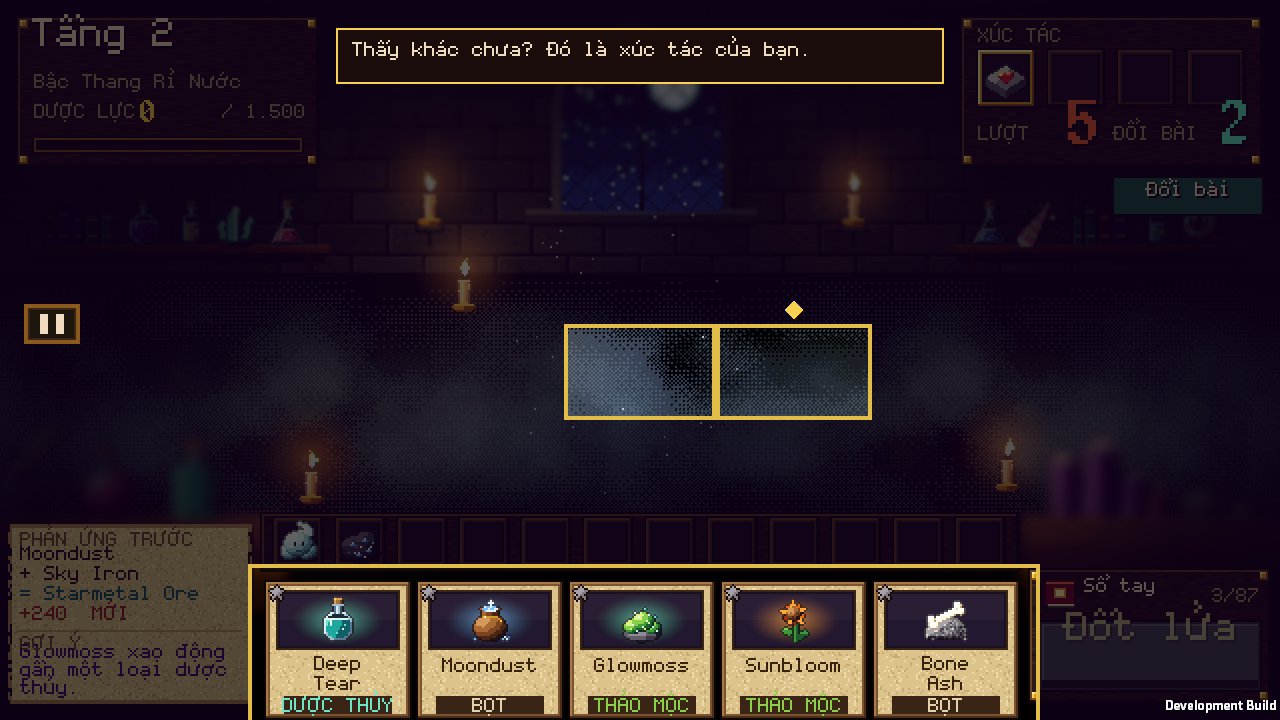 Tầng 2
Bậc Thang Rỉ Nước
DƯỢC LỰC 0 / 1.500
Thấy khác chưa? Đó là xúc tác của bạn.
XÚC TÁC
LƯỢT 5 ĐỔI BÀI 2
Đổi bài
PHẢN ỨNG TRƯỚC
Moondust
+ Sky Iron
= Starmetal Ore
+240 MỚI
GỢI Ý
Glowmoss xao động
gần một loại dược
thủy.
Deep
Tear
DƯỢC THỦY
Moondust
BỘT
Glowmoss
THẢO MỘC
Sunbloom
THẢO MỘC
Bone
Ash
BỘT
Sổ tay
3/87
Đốt lửa
Development Build